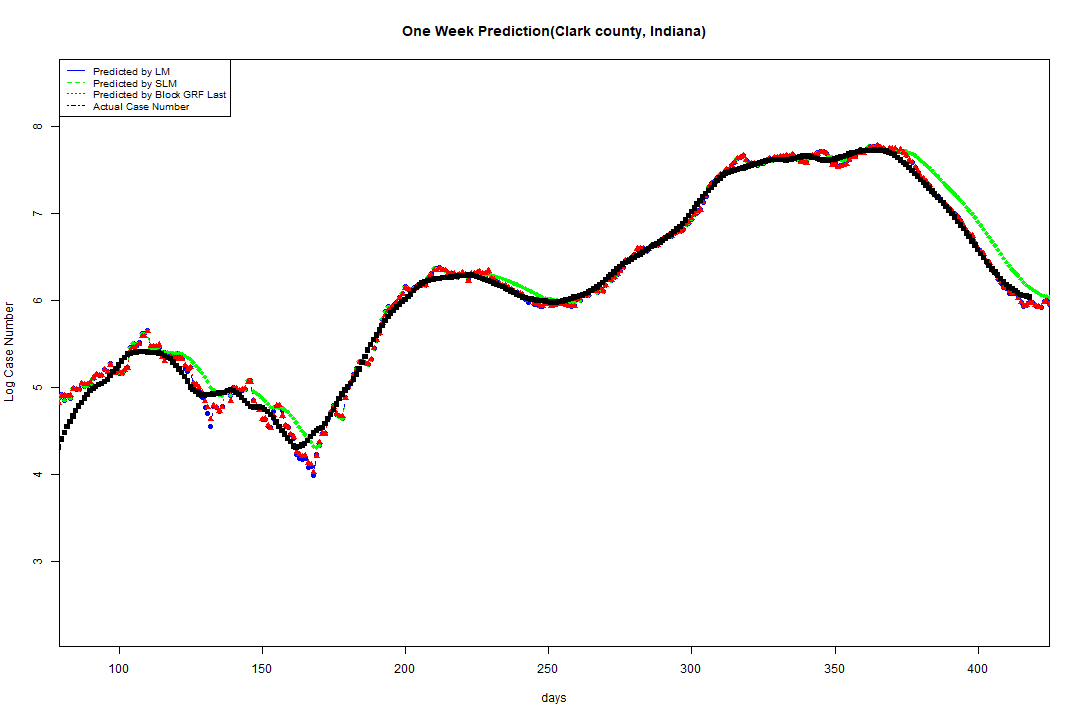 One Week Prediction(Clark county, Indiana)
Predicted by LM
Predicted by SLM
Predicted by Block GRF Last
Actual Case Number
8
7
6
5
4
3
Log Case Number
100 150 200 250 300 350 400
days